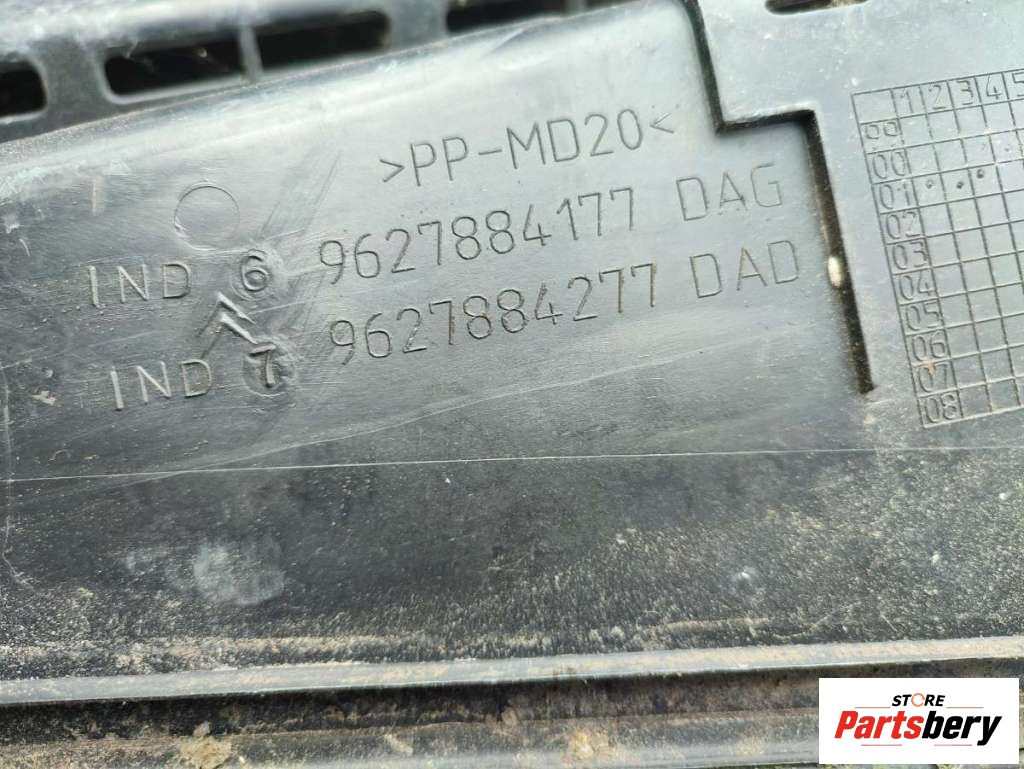 >PP-MD20<
IND 6 9627884177 DAG
IND 7 9627884277 DAD
1 2 3 4 5
99
00
01
02
03
04
05
06
07
08
STORE
Partsbery